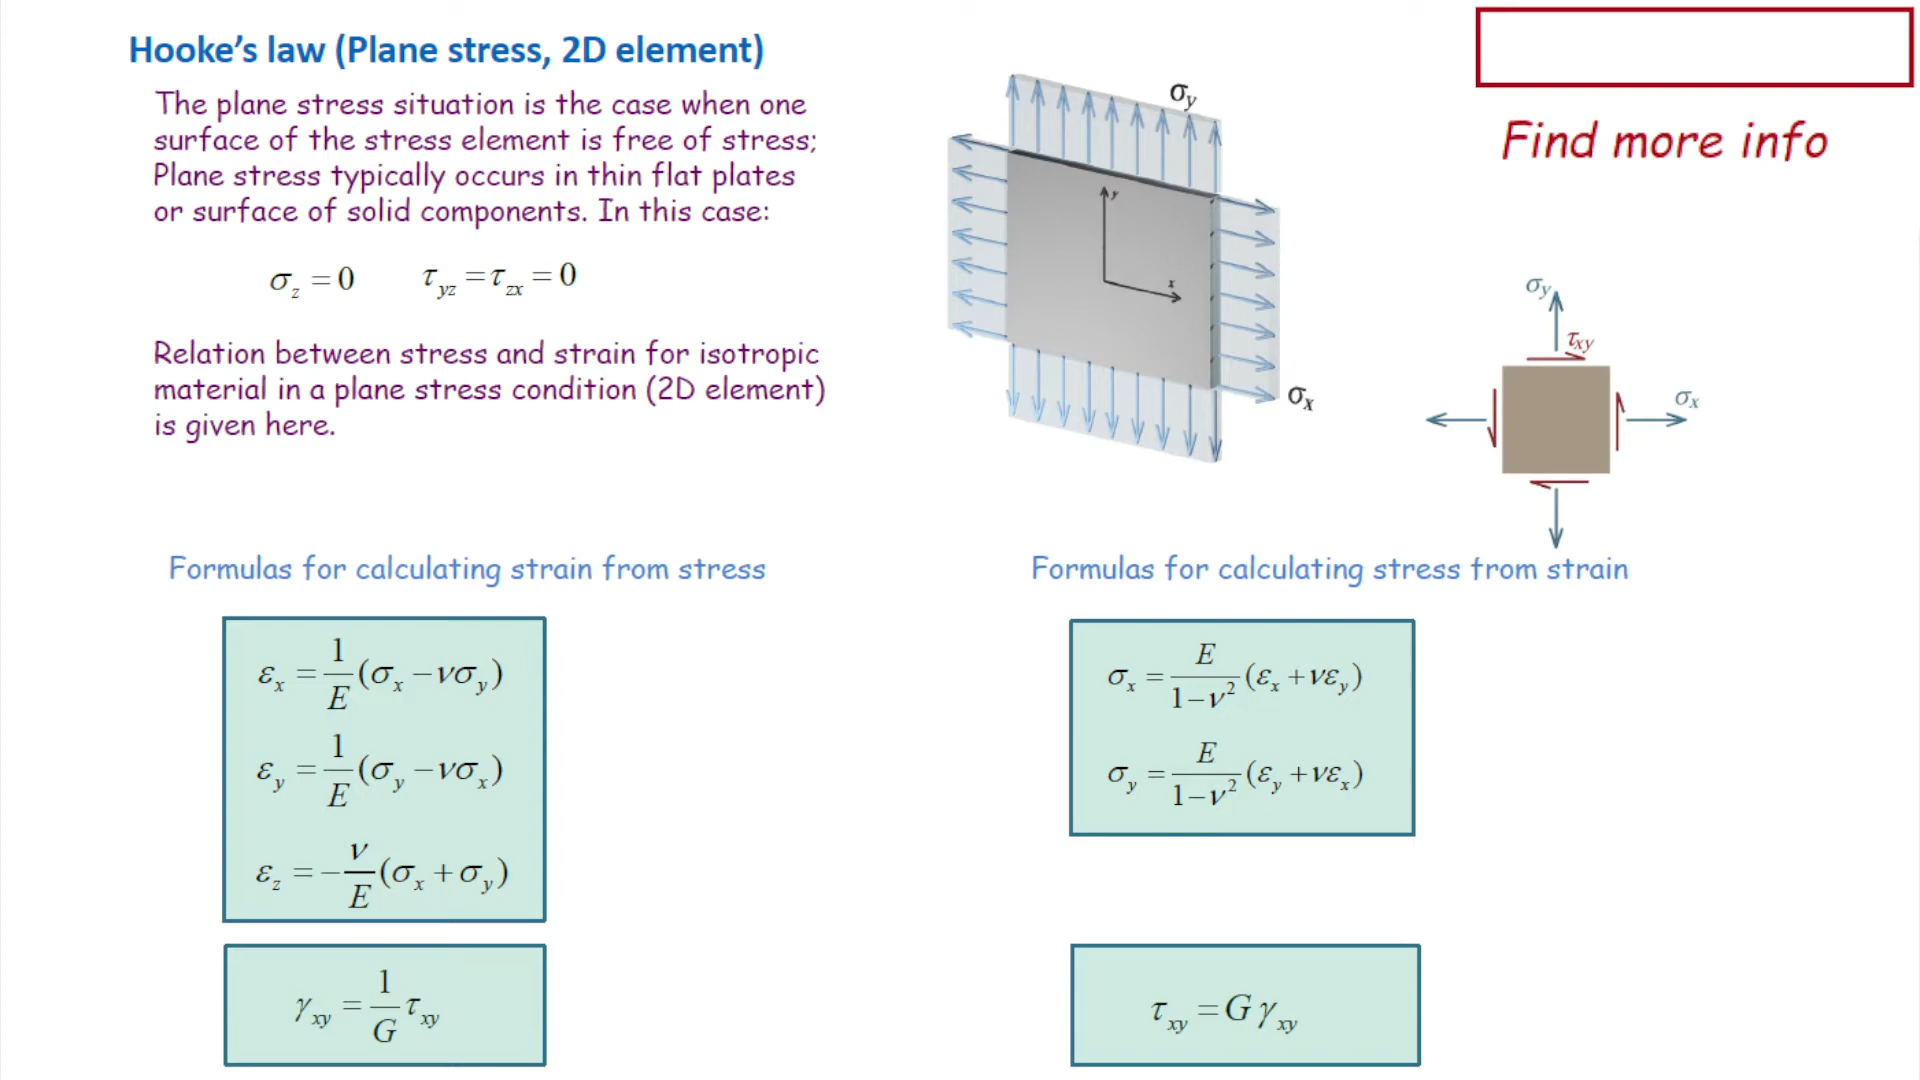 Hooke's law (Plane stress, 2D element)
The plane stress situation is the case when one
surface of the stress element is free of stress;
Plane stress typically occurs in thin flat plates
or surface of solid components. In this case:
σ_z = 0 τ_yz = τ_zx = 0
Relation between stress and strain for isotropic
material in a plane stress condition (2D element)
is given here.
σ_y
y
x
σ_x
Find more info
σ_y
τ_xy
σ_x
Formulas for calculating strain from stress
ε_x = 1/E (σ_x − νσ_y)
ε_y = 1/E (σ_y − νσ_x)
ε_z = − ν/E (σ_x + σ_y)
γ_xy = 1/G τ_xy
Formulas for calculating stress from strain
σ_x = E/(1−ν²) (ε_x + νε_y)
σ_y = E/(1−ν²) (ε_y + νε_x)
τ_xy = G γ_xy